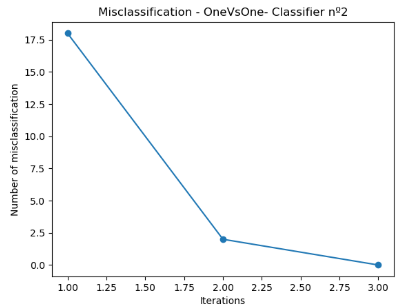 Misclassification - OneVsOne- Classifier nº2
Number of misclassification
17.5
15.0
12.5
10.0
7.5
5.0
2.5
0.0
1.00 1.25 1.50 1.75 2.00 2.25 2.50 2.75 3.00
Iterations